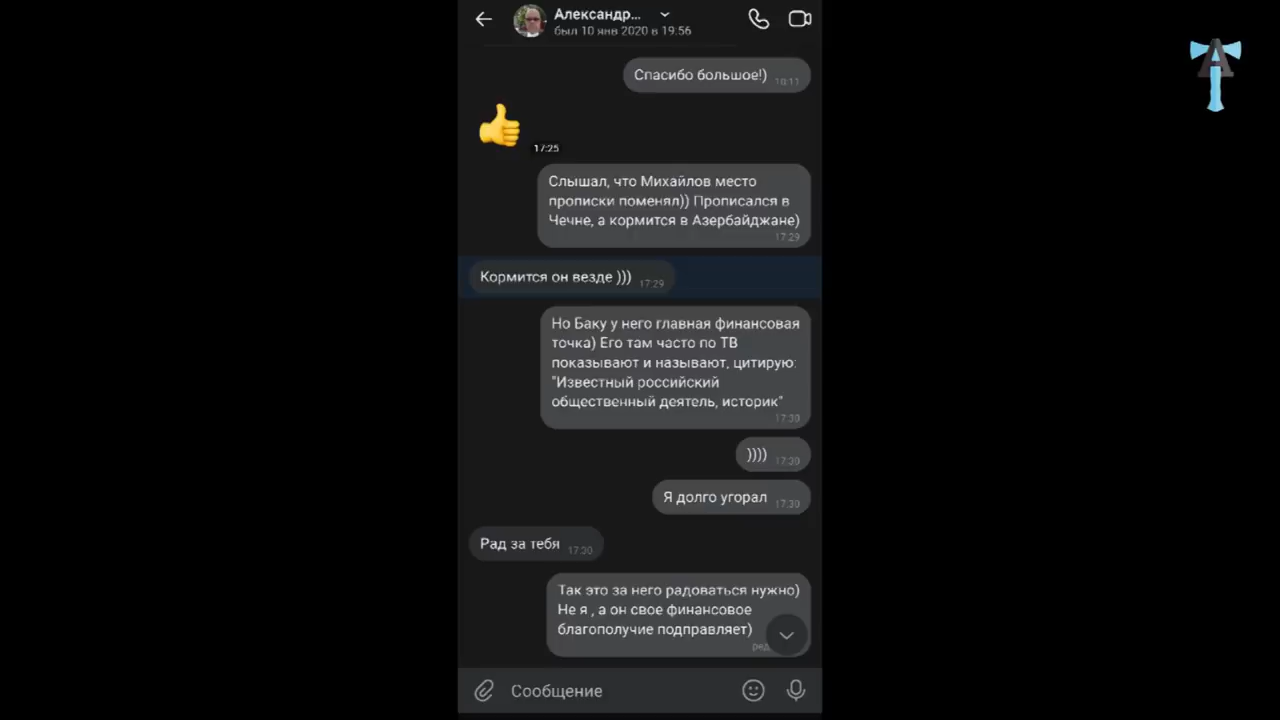 Александр...
был 10 янв 2020 в 19:56
Спасибо большое!) 18:11
17:25
Слышал, что Михайлов место
прописки поменял)) Прописался в
Чечне, а кормится в Азербайджане)
17:29
Кормится он везде ))) 17:29
Но Баку у него главная финансовая
точка) Его там часто по ТВ
показывают и называют, цитирую:
"Известный российский
общественный деятель, историк"
17:30
)))) 17:30
Я долго угорал 17:30
Рад за тебя 17:30
Так это за него радоваться нужно)
Не я , а он свое финансовое
благополучие подправляет)
ред
Сообщение